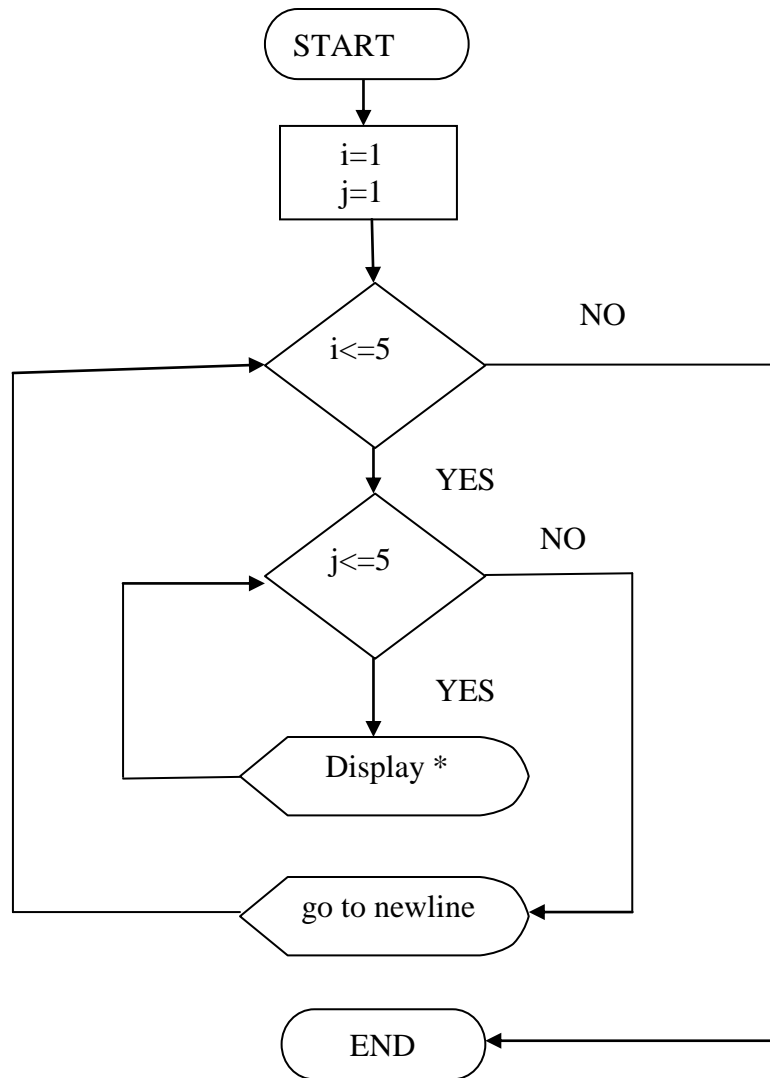 START
i=1
j=1
i<=5
NO
YES
j<=5
NO
YES
Display *
go to newline
END